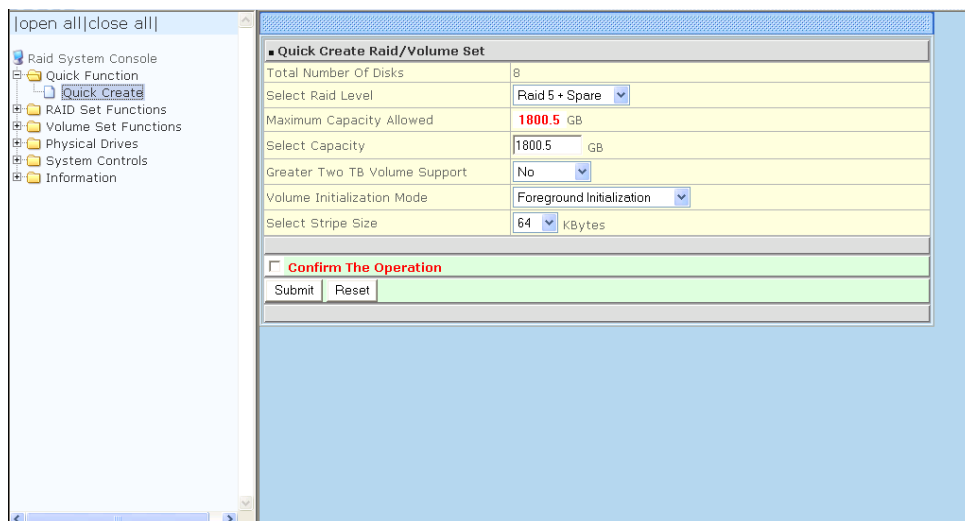 |open all|close all|
Raid System Console
Quick Function
Quick Create
RAID Set Functions
Volume Set Functions
Physical Drives
System Controls
Information
Quick Create Raid/Volume Set
Total Number Of Disks 8
Select Raid Level Raid 5 + Spare
Maximum Capacity Allowed 1800.5 GB
Select Capacity 1800.5 GB
Greater Two TB Volume Support No
Volume Initialization Mode Foreground Initialization
Select Stripe Size 64 KBytes
Confirm The Operation
Submit Reset